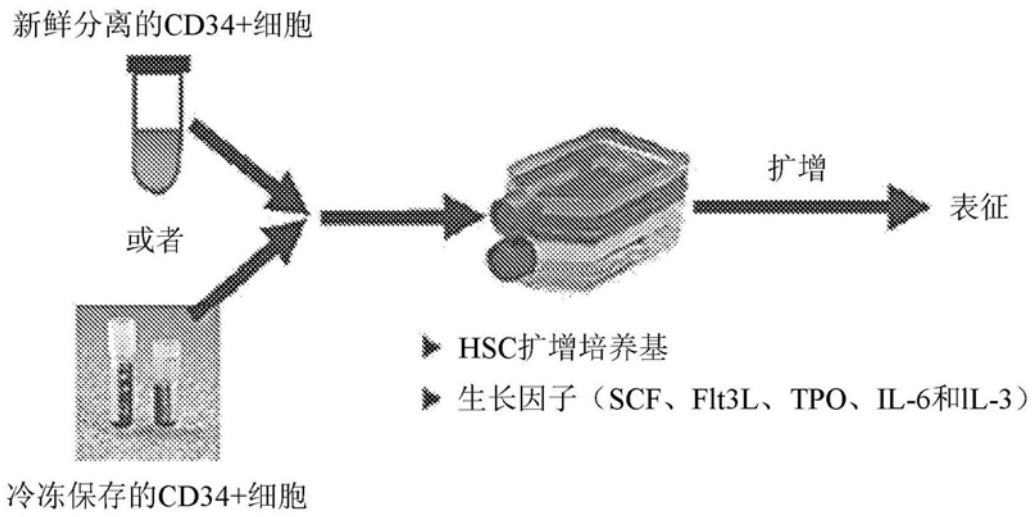 新鲜分离的CD34+细胞
或者
扩增
表征
HSC扩增培养基
生长因子（SCF、Flt3L、TPO、IL-6和lL-3）
冷冻保存的CD34+细胞